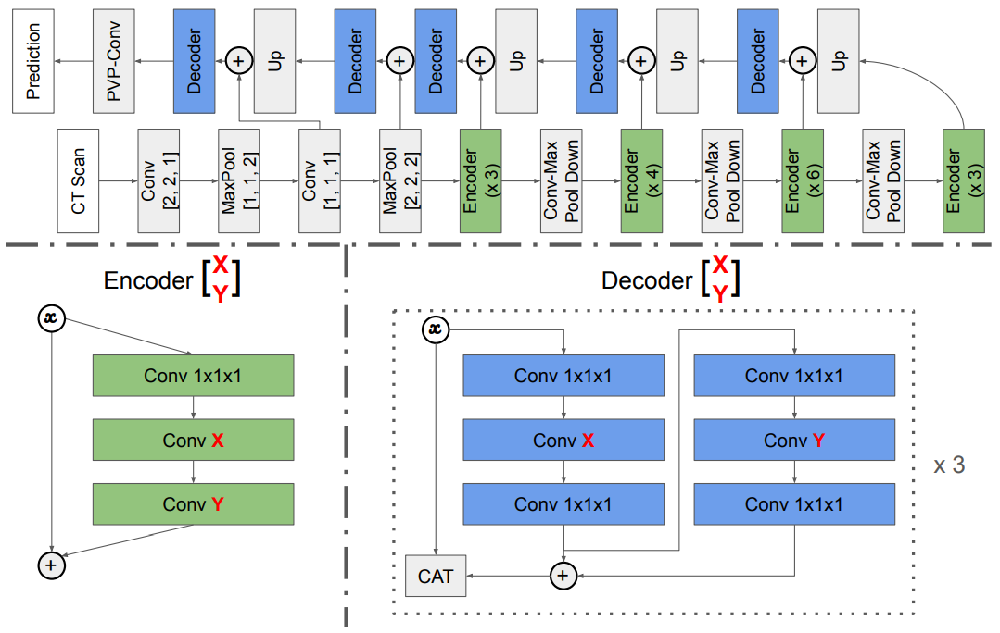 Prediction
PVP-Conv
Decoder
+
Up
Decoder
+
Decoder
+
Up
Decoder
+
Up
Decoder
+
Up
CT Scan
Conv
[2, 2, 1]
MaxPool
[1, 1, 2]
Conv
[1, 1, 1]
MaxPool
[2, 2, 2]
Encoder
(x 3)
Conv-Max
Pool Down
Encoder
(x 4)
Conv-Max
Pool Down
Encoder
(x 6)
Conv-Max
Pool Down
Encoder
(x 3)
Encoder [X
Y]
x
Conv 1x1x1
Conv X
Conv Y
+
Decoder [X
Y]
x
Conv 1x1x1
Conv 1x1x1
Conv X
Conv Y
Conv 1x1x1
Conv 1x1x1
x 3
CAT
+